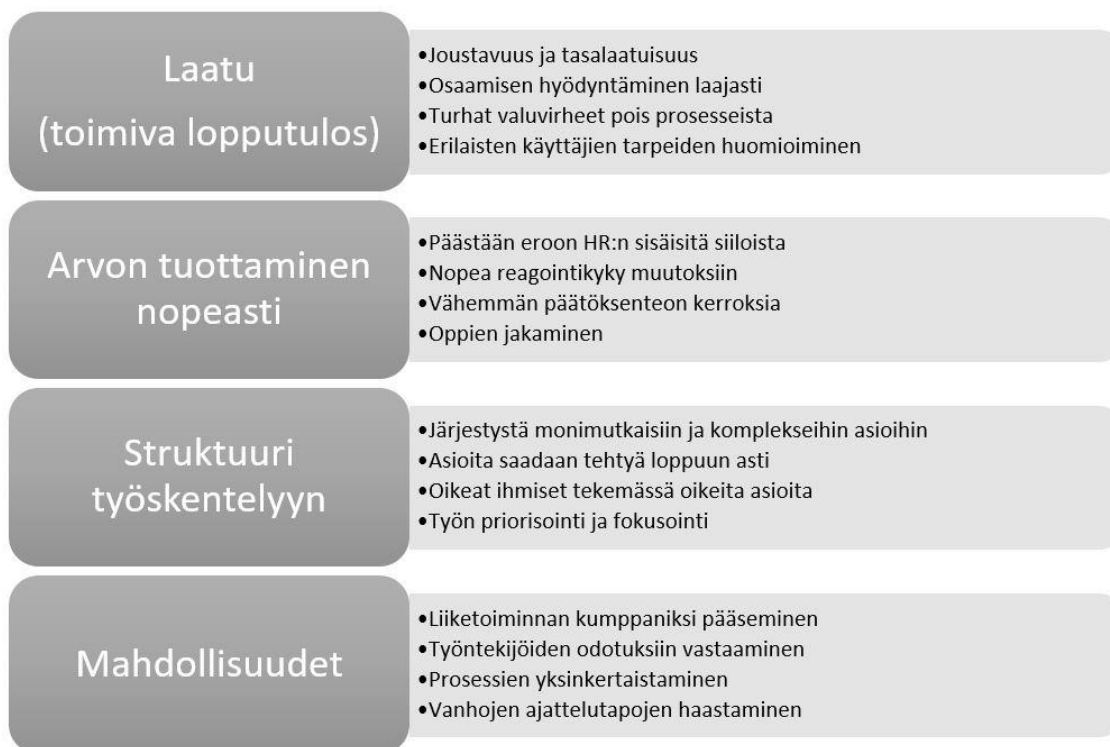 Laatu
(toimiva lopputulos)
•Joustavuus ja tasalaatuisuus
•Osaamisen hyödyntäminen laajasti
•Turhat valuvirheet pois prosesseista
•Erilaisten käyttäjien tarpeiden huomioiminen
Arvon tuottaminen
nopeasti
•Päästään eroon HR:n sisäisitä siiloista
•Nopea reagointikyky muutoksiin
•Vähemmän päätöksenteon kerroksia
•Oppien jakaminen
Struktuuri
työskentelyyn
•Järjestystä monimutkaisiin ja komplekseihin asioihin
•Asioita saadaan tehtyä loppuun asti
•Oikeat ihmiset tekemässä oikeita asioita
•Työn priorisointi ja fokusointi
Mahdollisuudet
•Liiketoiminnan kumppaniksi pääseminen
•Työntekijöiden odotuksiin vastaaminen
•Prosessien yksinkertaistaminen
•Vanhojen ajattelutapojen haastaminen